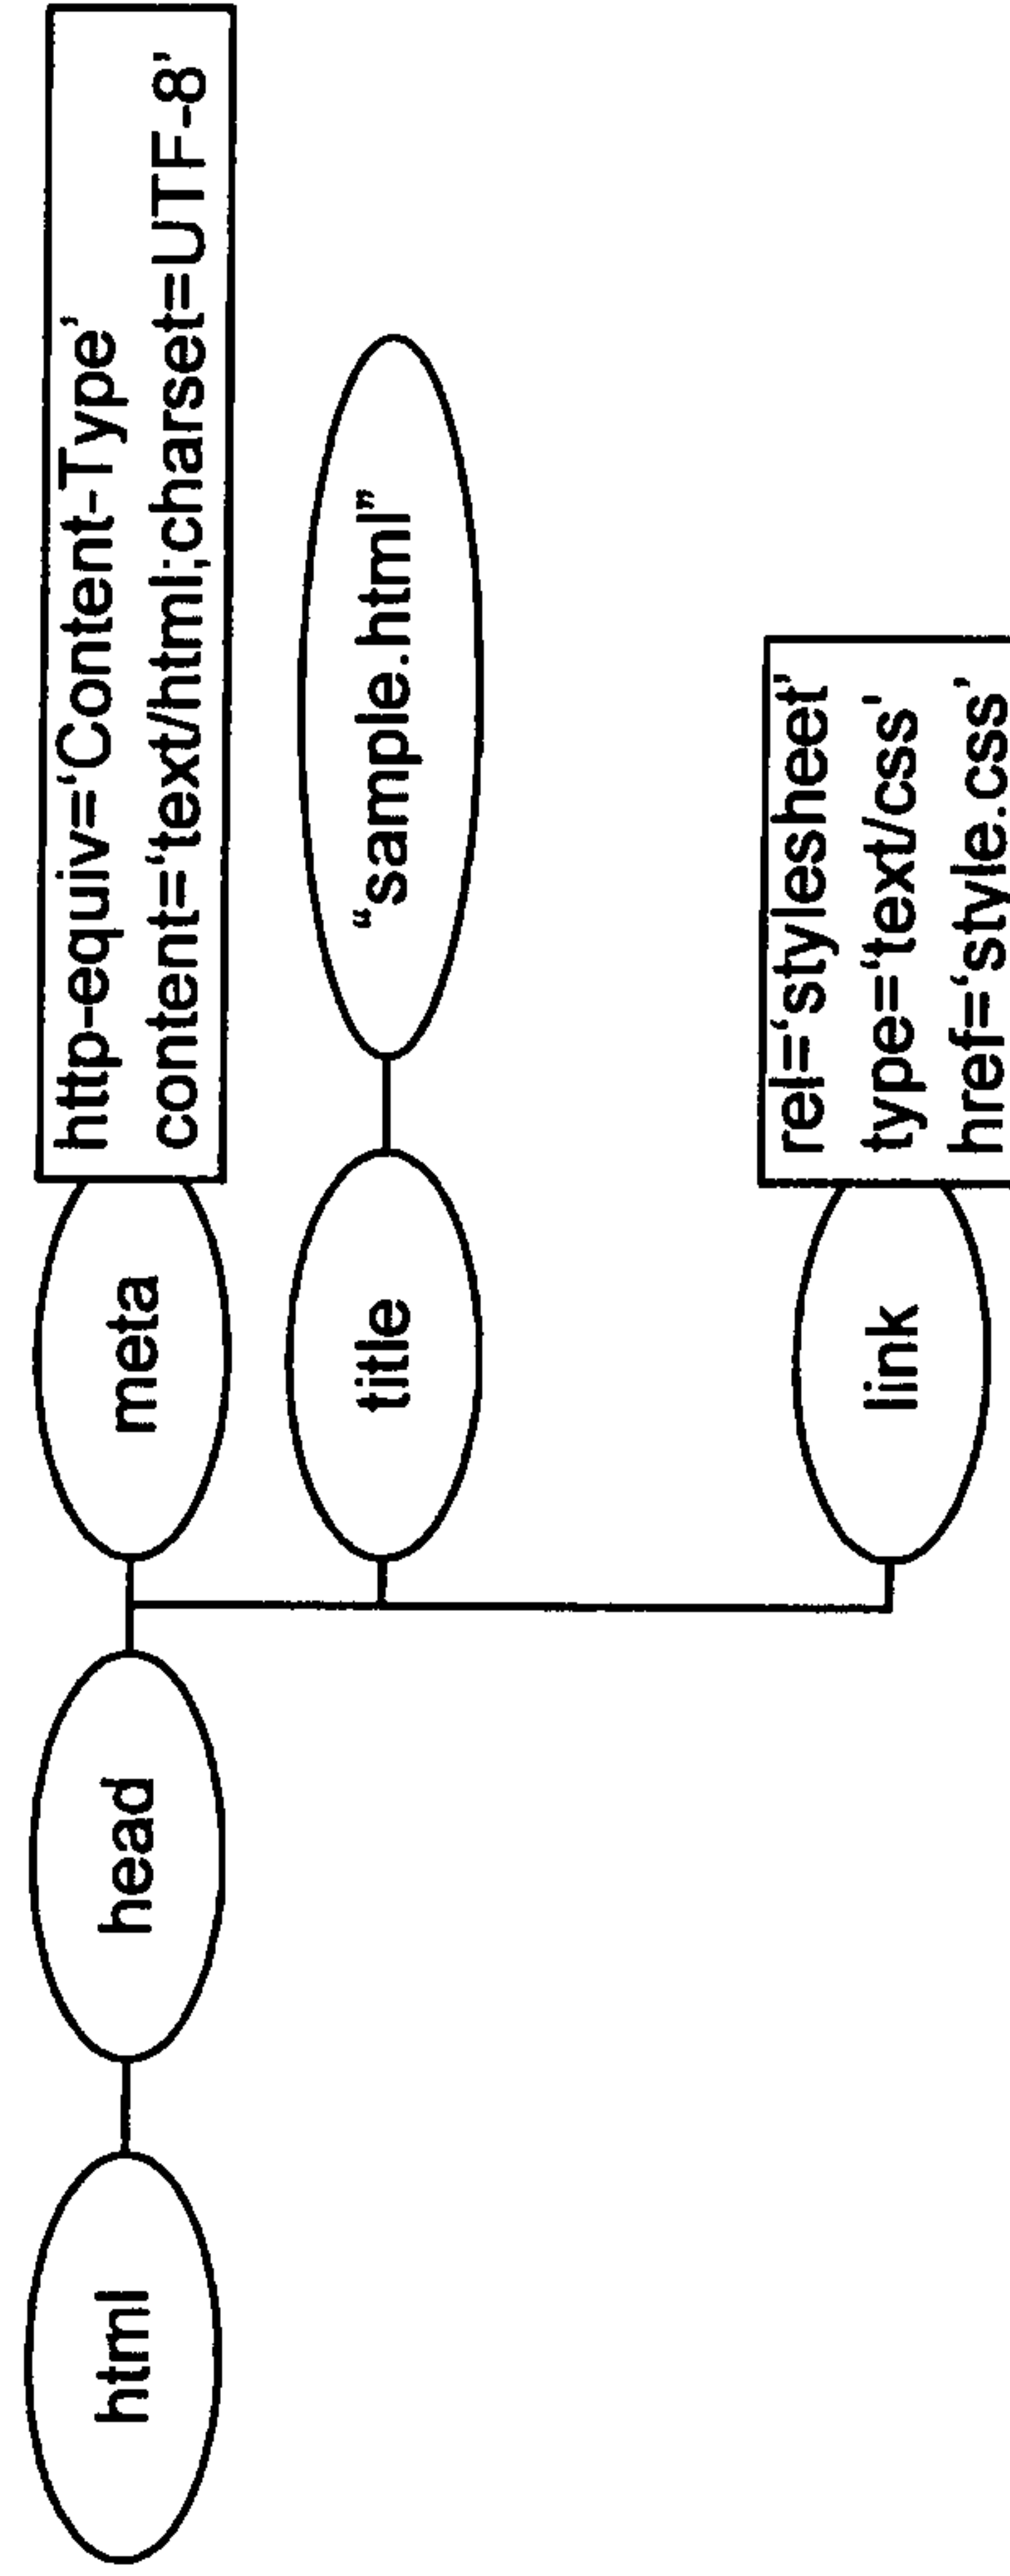 html
head
meta
http-equiv=‘Content-Type’
content=‘text/html;charset=UTF-8’
title
“sample.html”
link
rel=‘stylesheet’
type=‘text/css’
href=‘style.css’